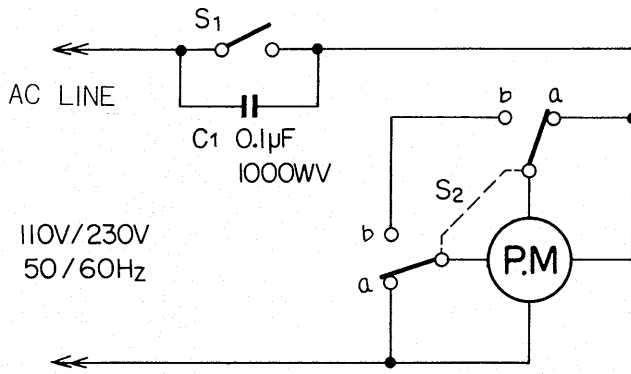 S1
AC LINE
C1 0.1µF
1000WV
b a
S2
110V/230V
50/60Hz
b
a
P.M